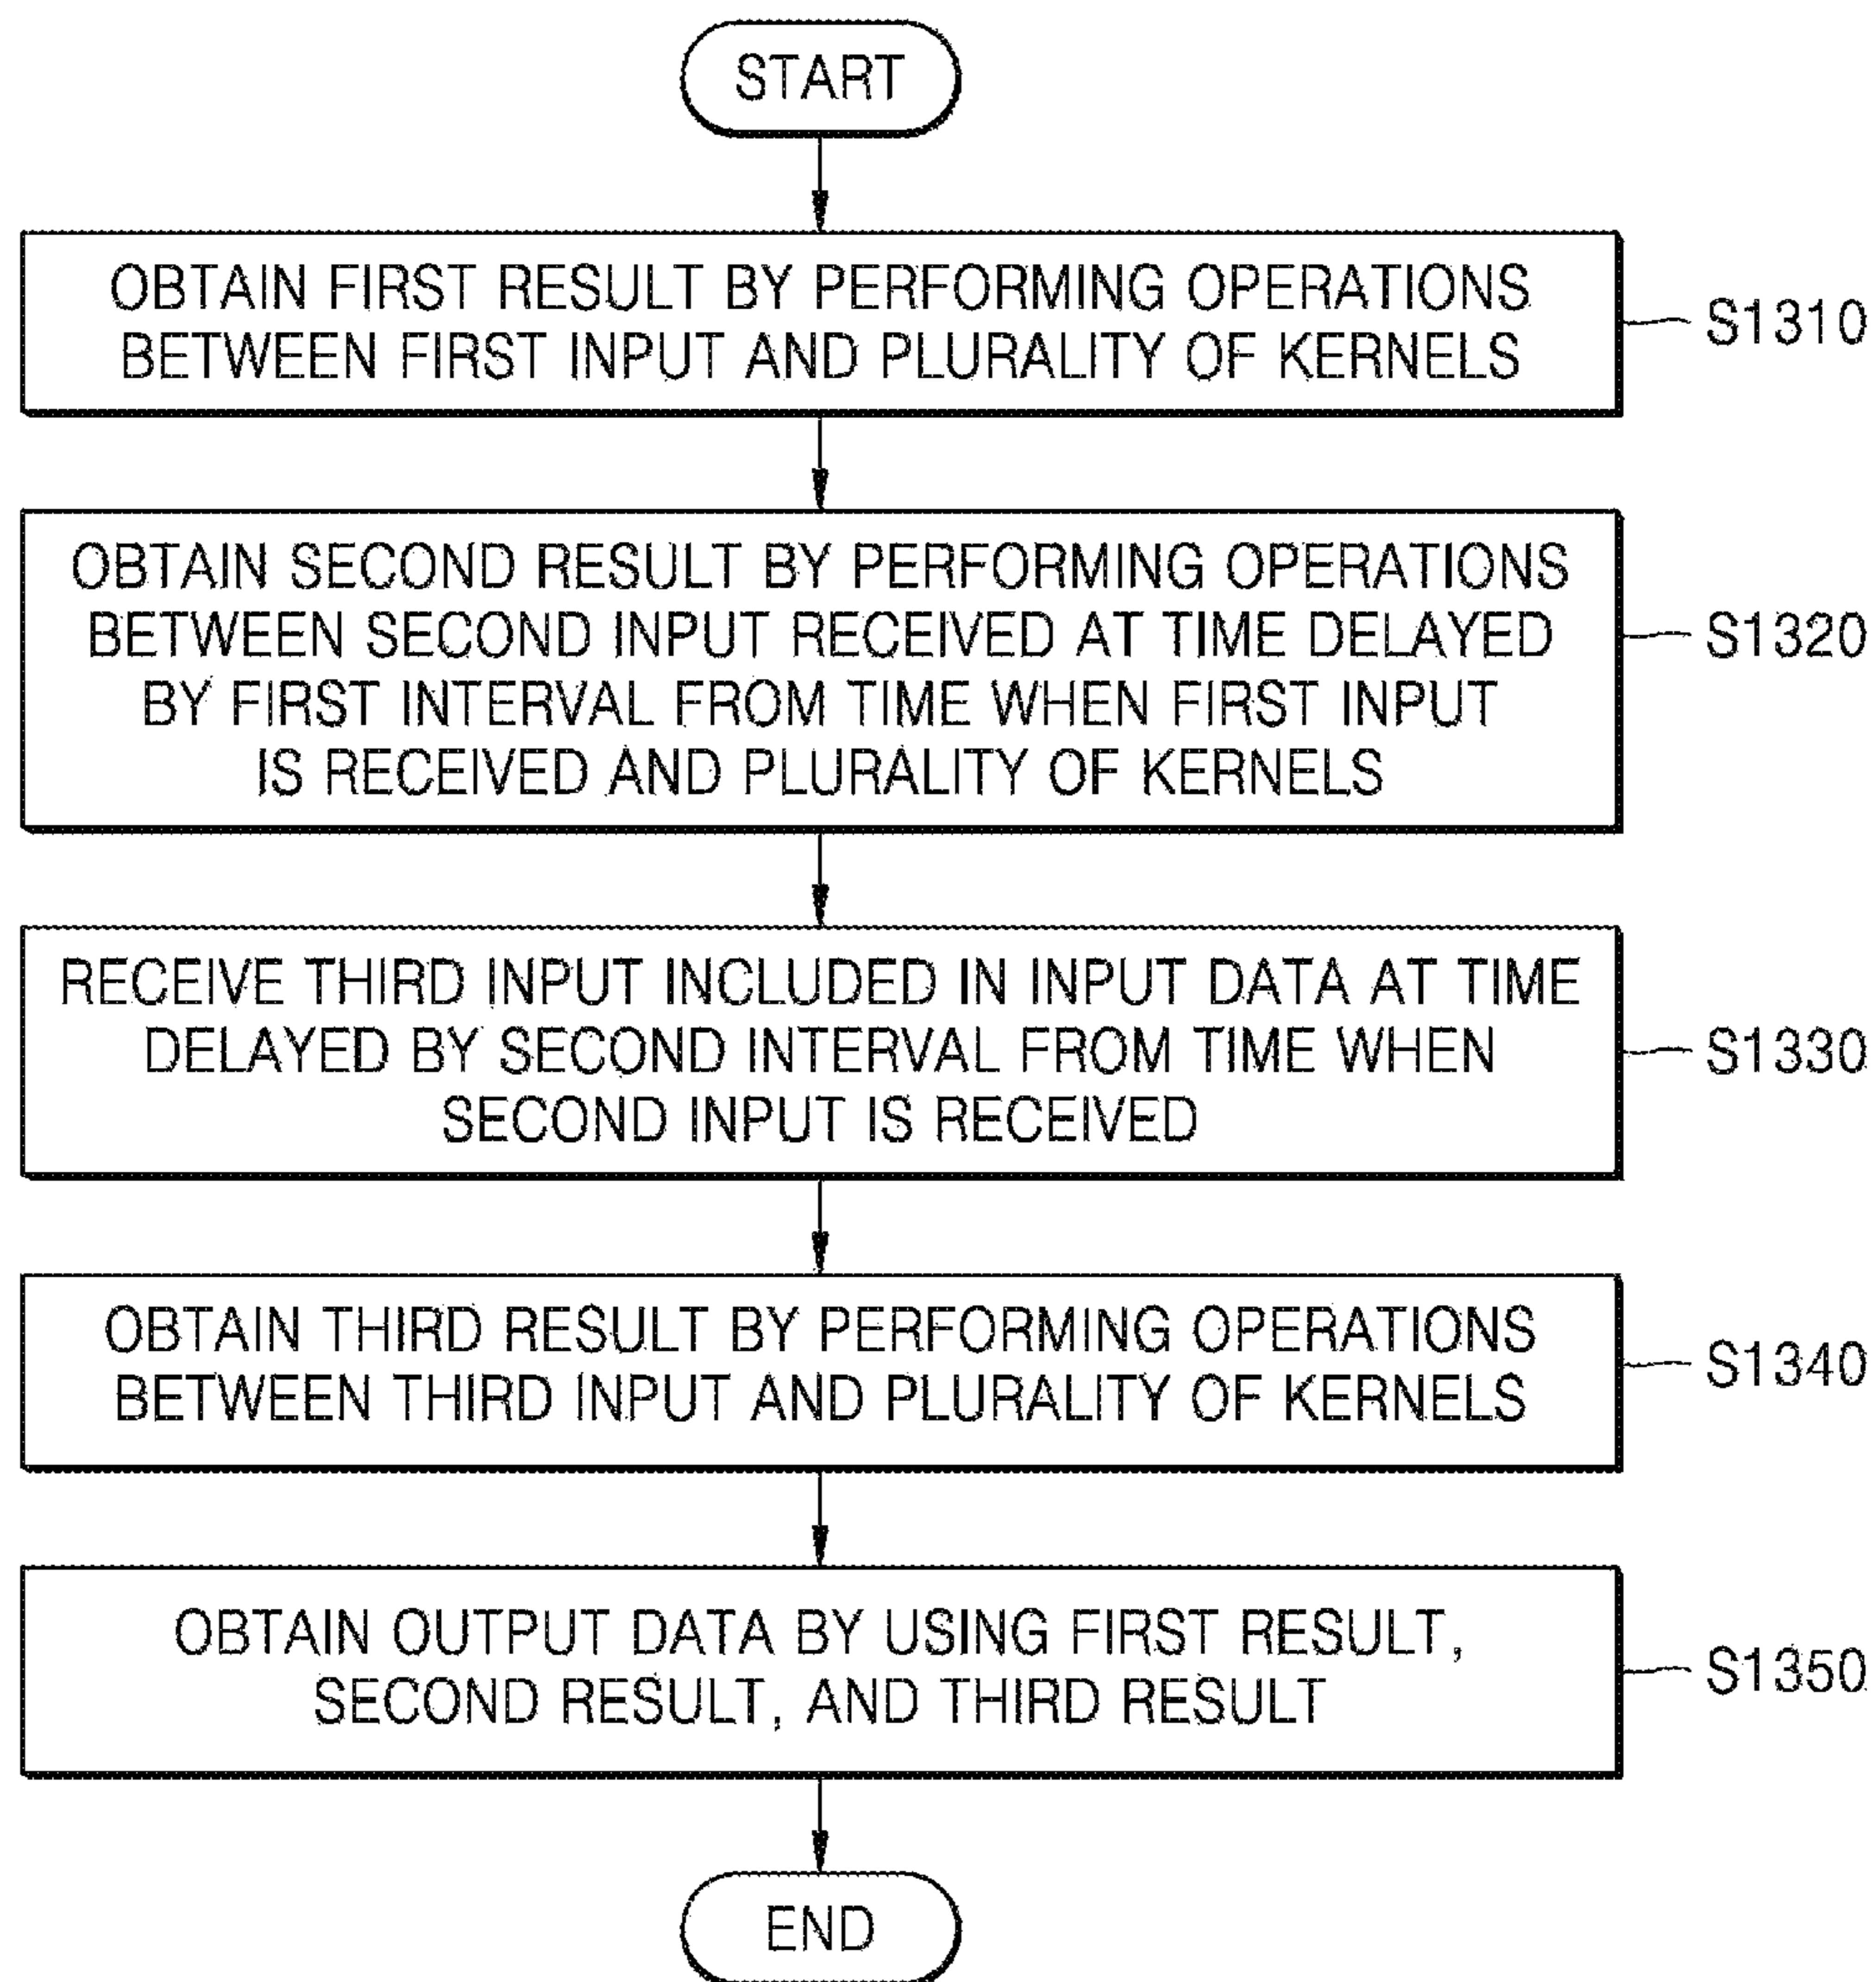 START
OBTAIN FIRST RESULT BY PERFORMING OPERATIONS
BETWEEN FIRST INPUT AND PLURALITY OF KERNELS
S1310
OBTAIN SECOND RESULT BY PERFORMING OPERATIONS
BETWEEN SECOND INPUT RECEIVED AT TIME DELAYED
BY FIRST INTERVAL FROM TIME WHEN FIRST INPUT
IS RECEIVED AND PLURALITY OF KERNELS
S1320
RECEIVE THIRD INPUT INCLUDED IN INPUT DATA AT TIME
DELAYED BY SECOND INTERVAL FROM TIME WHEN
SECOND INPUT IS RECEIVED
S1330
OBTAIN THIRD RESULT BY PERFORMING OPERATIONS
BETWEEN THIRD INPUT AND PLURALITY OF KERNELS
S1340
OBTAIN OUTPUT DATA BY USING FIRST RESULT,
SECOND RESULT, AND THIRD RESULT
S1350
END